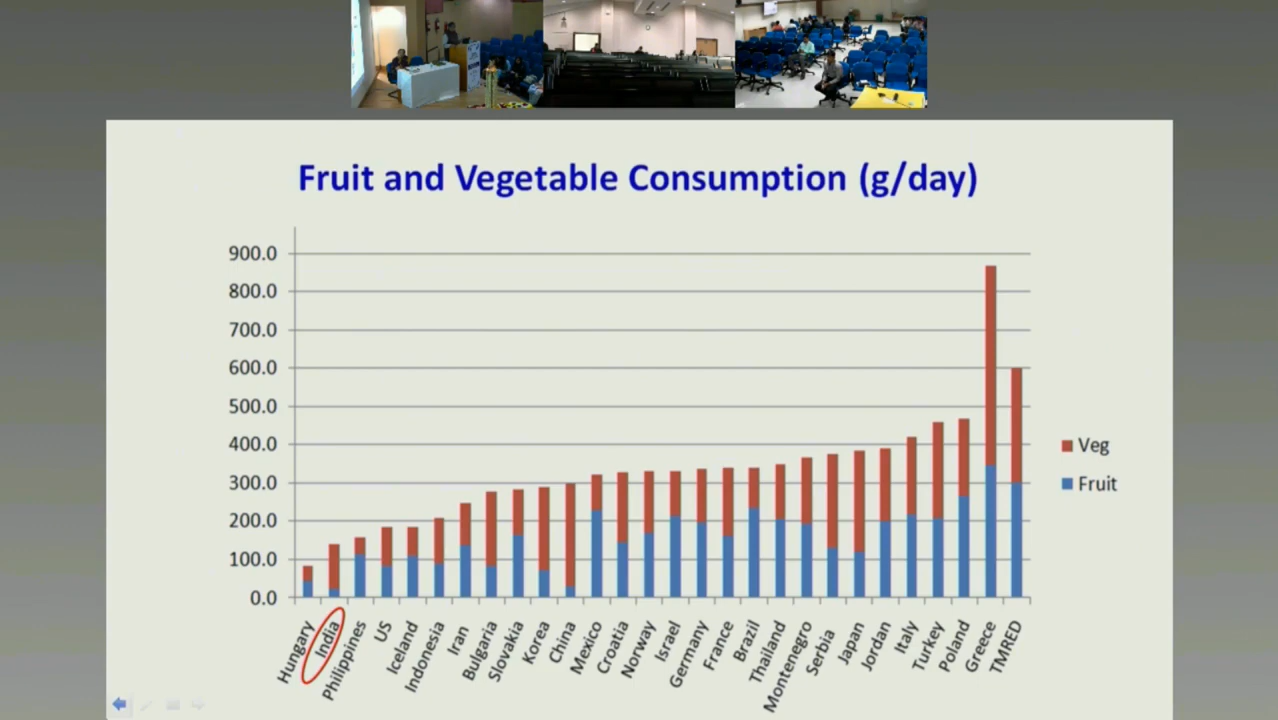 Fruit and Vegetable Consumption (g/day)
900.0
800.0
700.0
600.0
500.0
400.0
300.0
200.0
100.0
0.0
Veg
Fruit
Hungary
India
Philippines
US
Iceland
Indonesia
Iran
Bulgaria
Slovakia
Korea
China
Mexico
Croatia
Norway
Israel
Germany
France
Brazil
Thailand
Montenegro
Serbia
Japan
Jordan
Italy
Turkey
Poland
Greece
TMRED